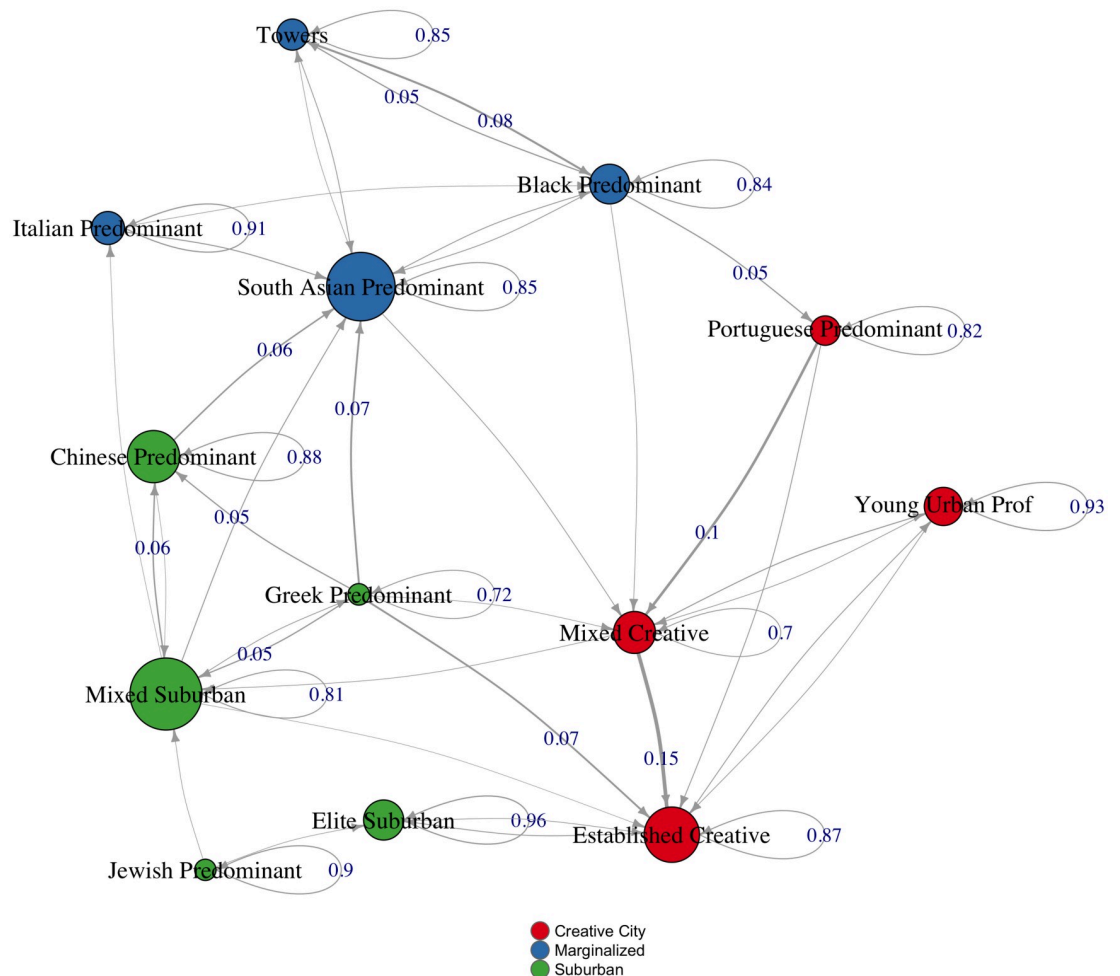 Towers
0.85
0.05
0.08
Black Predominant
0.84
Italian Predominant
0.91
0.05
South Asian Predominant
0.85
Portuguese Predominant
0.82
0.06
0.07
Chinese Predominant
0.88
Young Urban Prof
0.93
0.05
0.06
0.1
Greek Predominant
0.72
Mixed Creative
0.7
0.05
Mixed Suburban
0.81
0.07
0.15
Elite Suburban
0.96
Established Creative
0.87
Jewish Predominant
0.9
Creative City
Marginalized
Suburban